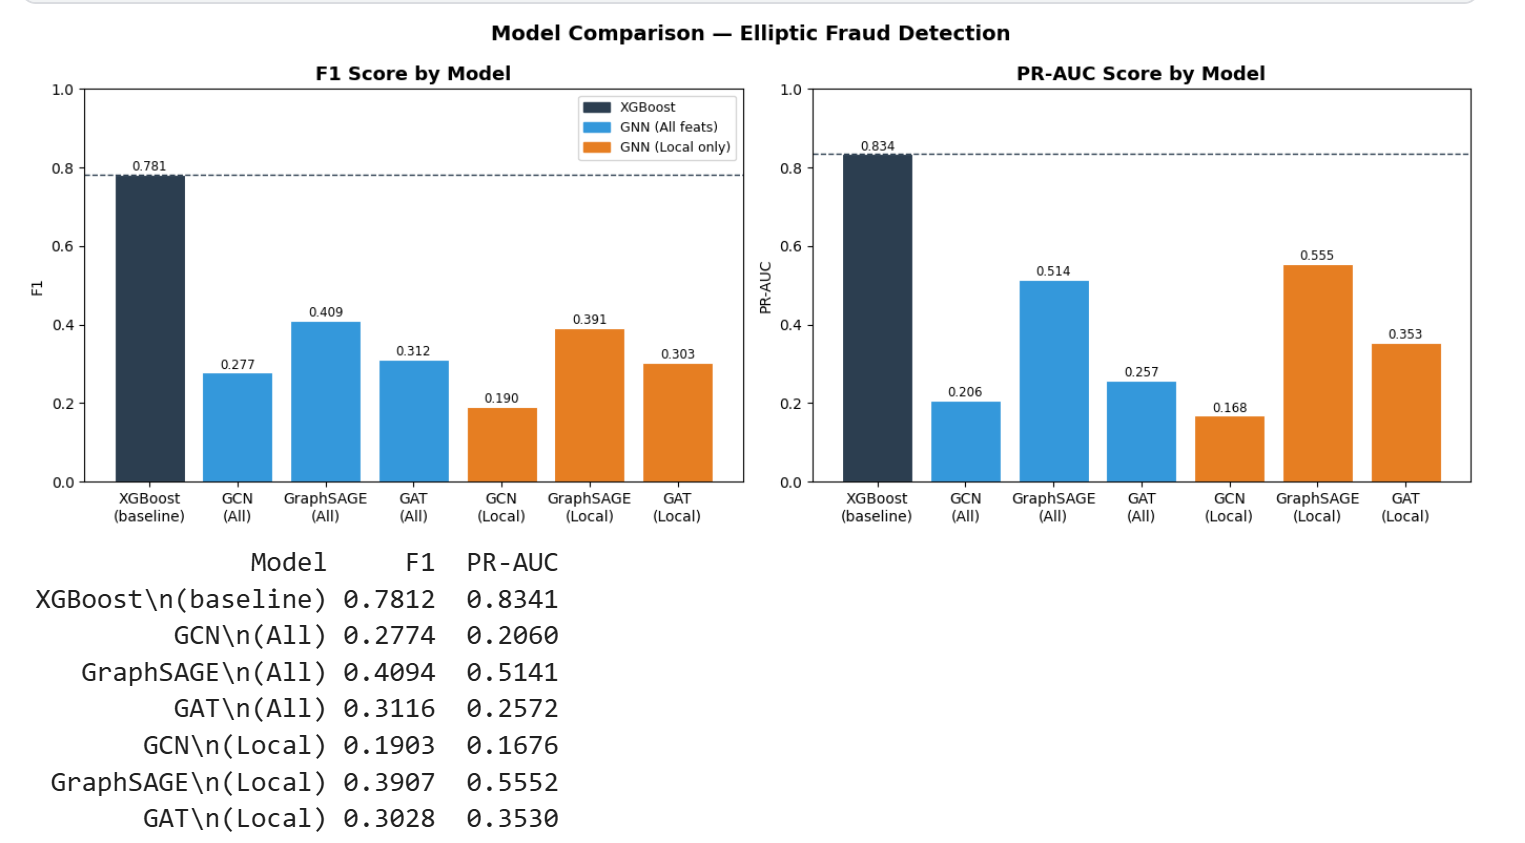 Model Comparison — Elliptic Fraud Detection
F1 Score by Model
1.0
0.8
0.6
0.4
0.2
0.0
F1
XGBoost
GNN (All feats)
GNN (Local only)
0.781
0.277
0.409
0.312
0.190
0.391
0.303
XGBoost GCN GraphSAGE GAT GCN GraphSAGE GAT
(baseline) (All) (All) (All) (Local) (Local) (Local)
PR-AUC Score by Model
1.0
0.8
0.6
0.4
0.2
0.0
PR-AUC
0.834
0.206
0.514
0.257
0.168
0.555
0.353
XGBoost GCN GraphSAGE GAT GCN GraphSAGE GAT
(baseline) (All) (All) (All) (Local) (Local) (Local)
Model F1 PR-AUC
XGBoost\n(baseline) 0.7812 0.8341
GCN\n(All) 0.2774 0.2060
GraphSAGE\n(All) 0.4094 0.5141
GAT\n(All) 0.3116 0.2572
GCN\n(Local) 0.1903 0.1676
GraphSAGE\n(Local) 0.3907 0.5552
GAT\n(Local) 0.3028 0.3530